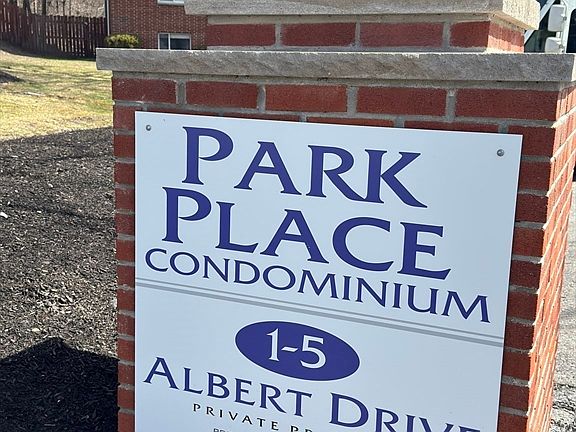 PARK
PLACE
CONDOMINIUM
1-5
ALBERT DRIVE
PRIVATE